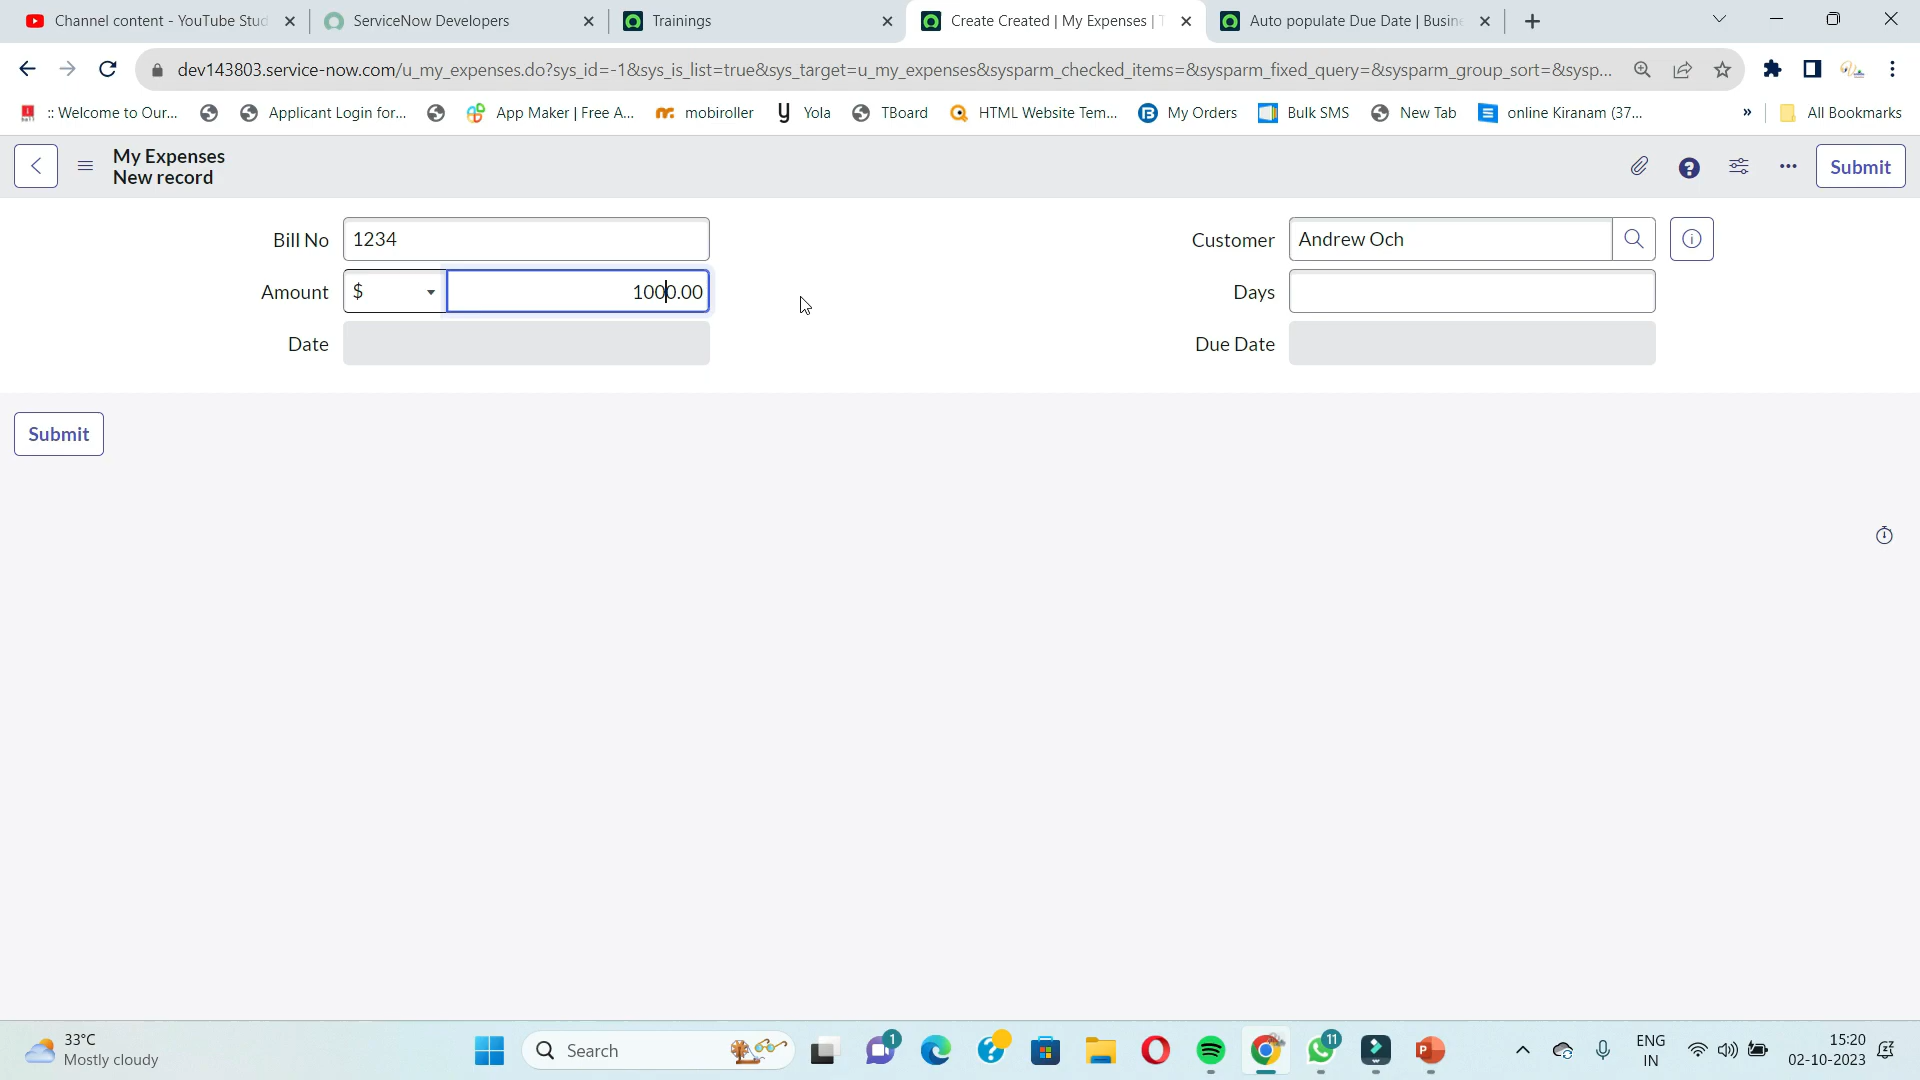 Channel content - YouTube Stud
ServiceNow Developers
Trainings
Create Created | My Expenses | T
Auto populate Due Date | Busine
dev143803.service-now.com/u_my_expenses.do?sys_id=-1&sys_is_list=true&sys_target=u_my_expenses&sysparm_checked_items=&sysparm_fixed_query=&sysparm_group_sort=&sysp...
:: Welcome to Our...
Applicant Login for...
App Maker | Free A...
mobiroller
Yola
TBoard
HTML Website Tem...
My Orders
Bulk SMS
New Tab
online Kiranam (37...
»
All Bookmarks
My Expenses
New record
Submit
Bill No
1234
Customer
Andrew Och
Amount
$
1000.00
Days
Date
Due Date
Submit
33°C
Mostly cloudy
Search
1
11
ENG
IN
15:20
02-10-2023